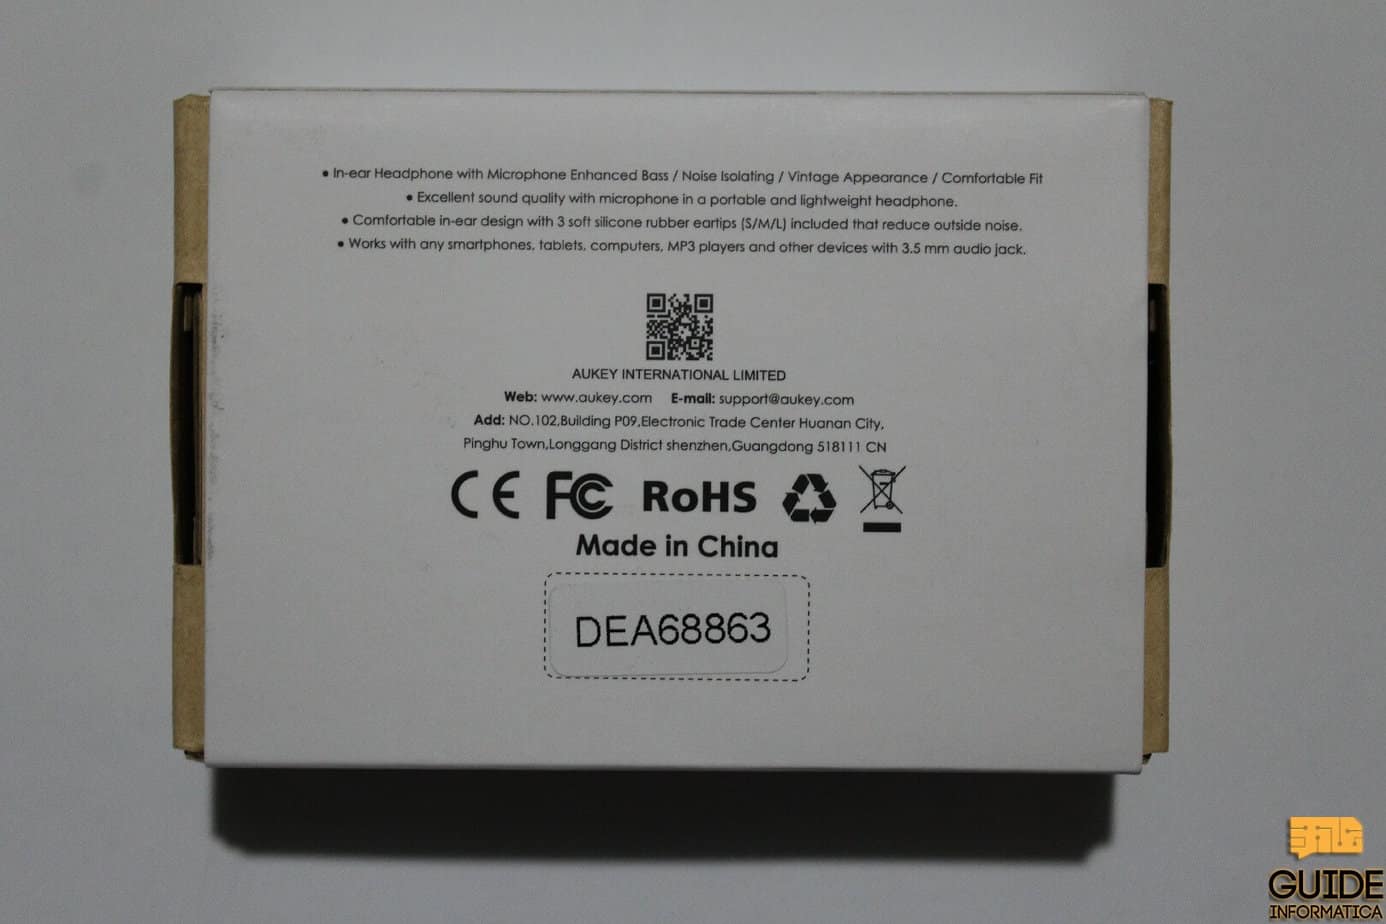 • In-ear Headphone with Microphone Enhanced Bass / Noise Isolating / Vintage Appearance / Comfortable Fit
• Excellent sound quality with microphone in a portable and lightweight headphone.
• Comfortable in-ear design with 3 soft silicone rubber eartips (S/M/L) included that reduce outside noise.
• Works with any smartphones, tablets, computers, MP3 players and other devices with 3.5 mm audio jack.
AUKEY INTERNATIONAL LIMITED
Web: www.aukey.com E-mail: support@aukey.com
Add: NO.102,Building P09,Electronic Trade Center Huanan City,
Pinghu Town,Longgang District shenzhen,Guangdong 518111 CN
CE FC RoHS
Made in China
DEA68863
GUIDE
INFORMATICA